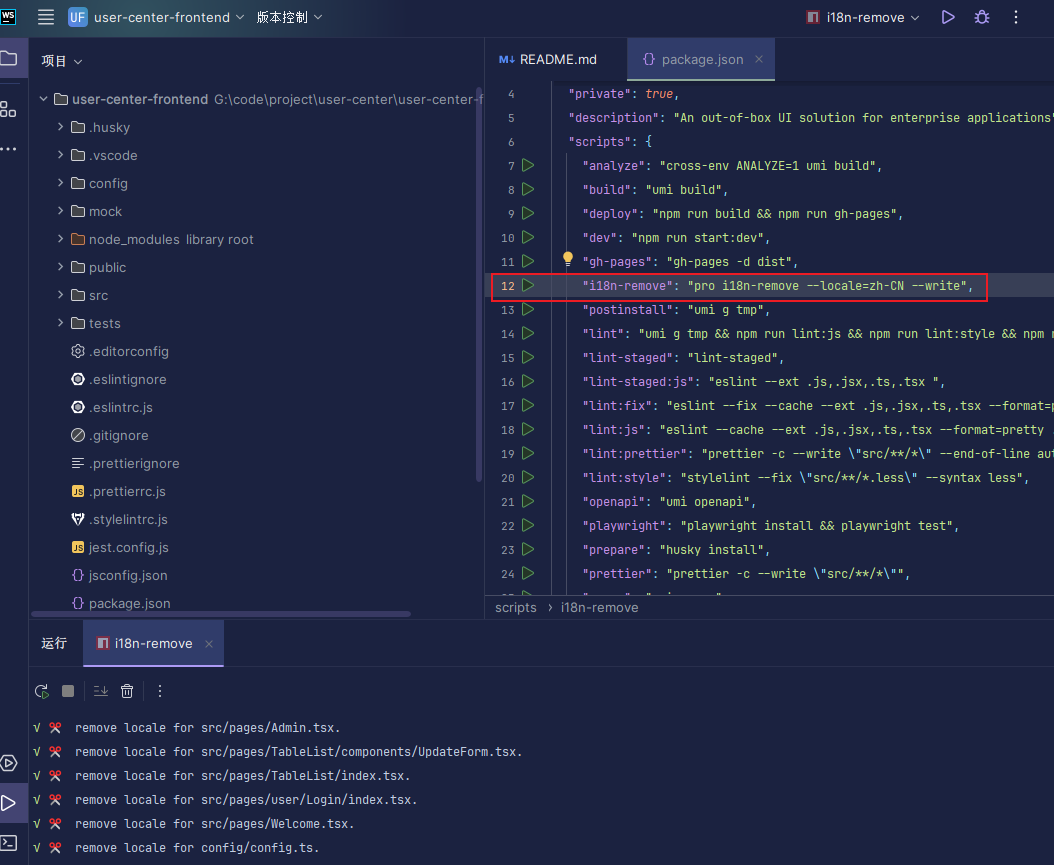 WS
UF user-center-frontend 版本控制 i18n-remove
项目
user-center-frontend G:\code\project\user-center\user-center-f
.husky
.vscode
config
mock
node_modules library root
public
src
tests
.editorconfig
.eslintignore
.eslintrc.js
.gitignore
.prettierignore
JS .prettierrc.js
.stylelintrc.js
JS jest.config.js
{} jsconfig.json
{} package.json
M↓ README.md {} package.json ×
4 "private": true,
5 "description": "An out-of-box UI solution for enterprise applications"
6 "scripts": {
7 "analyze": "cross-env ANALYZE=1 umi build",
8 "build": "umi build",
9 "deploy": "npm run build && npm run gh-pages",
10 "dev": "npm run start:dev",
11 "gh-pages": "gh-pages -d dist",
12 "i18n-remove": "pro i18n-remove --locale=zh-CN --write",
13 "postinstall": "umi g tmp",
14 "lint": "umi g tmp && npm run lint:js && npm run lint:style && npm r
15 "lint-staged": "lint-staged",
16 "lint-staged:js": "eslint --ext .js,.jsx,.ts,.tsx ",
17 "lint:fix": "eslint --fix --cache --ext .js,.jsx,.ts,.tsx --format=p
18 "lint:js": "eslint --cache --ext .js,.jsx,.ts,.tsx --format=pretty .
19 "lint:prettier": "prettier -c --write \"src/**/*\" --end-of-line aut
20 "lint:style": "stylelint --fix \"src/**/*.less\" --syntax less",
21 "openapi": "umi openapi",
22 "playwright": "playwright install && playwright test",
23 "prepare": "husky install",
24 "prettier": "prettier -c --write \"src/**/*\"",
scripts › i18n-remove
运行 i18n-remove ×
√ remove locale for src/pages/Admin.tsx.
√ remove locale for src/pages/TableList/components/UpdateForm.tsx.
√ remove locale for src/pages/TableList/index.tsx.
√ remove locale for src/pages/user/Login/index.tsx.
√ remove locale for src/pages/Welcome.tsx.
√ remove locale for config/config.ts.